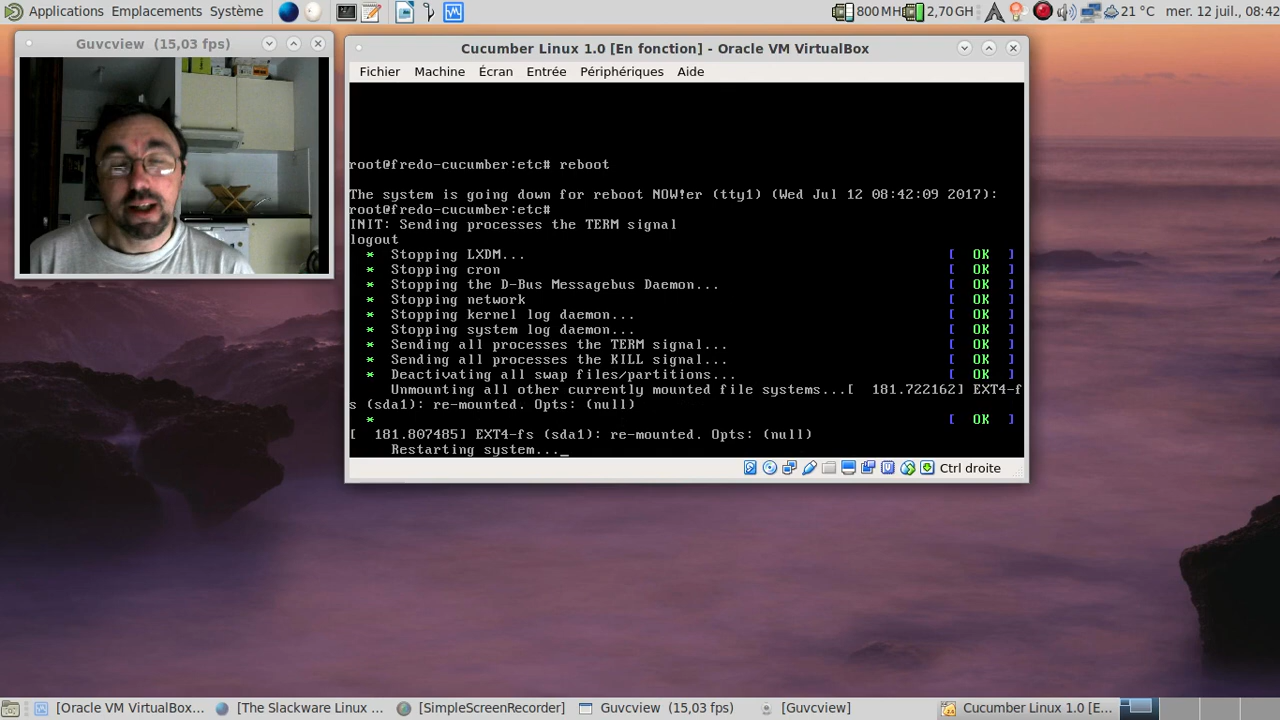 Applications Emplacements Système 800 MH 2,70 GH 21 °C mer. 12 juil., 08:42
Guvcview (15,03 fps)
Cucumber Linux 1.0 [En fonction] - Oracle VM VirtualBox
Fichier Machine Écran Entrée Périphériques Aide
root@fredo-cucumber:etc# reboot
The system is going down for reboot NOW!er (tty1) (Wed Jul 12 08:42:09 2017):
root@fredo-cucumber:etc#
INIT: Sending processes the TERM signal
logout
* Stopping LXDM... [ OK ]
* Stopping cron [ OK ]
* Stopping the D-Bus Messagebus Daemon... [ OK ]
* Stopping network [ OK ]
* Stopping kernel log daemon... [ OK ]
* Stopping system log daemon... [ OK ]
* Sending all processes the TERM signal... [ OK ]
* Sending all processes the KILL signal... [ OK ]
* Deactivating all swap files/partitions... [ OK ]
Unmounting all other currently mounted file systems...[ 181.722162] EXT4-f
s (sda1): re-mounted. Opts: (null)
* [ OK ]
[ 181.807485] EXT4-fs (sda1): re-mounted. Opts: (null)
Restarting system..._
Ctrl droite
[Oracle VM VirtualBox... [The Slackware Linux ... [SimpleScreenRecorder] Guvcview (15,03 fps) [Guvcview] Cucumber Linux 1.0 [E...